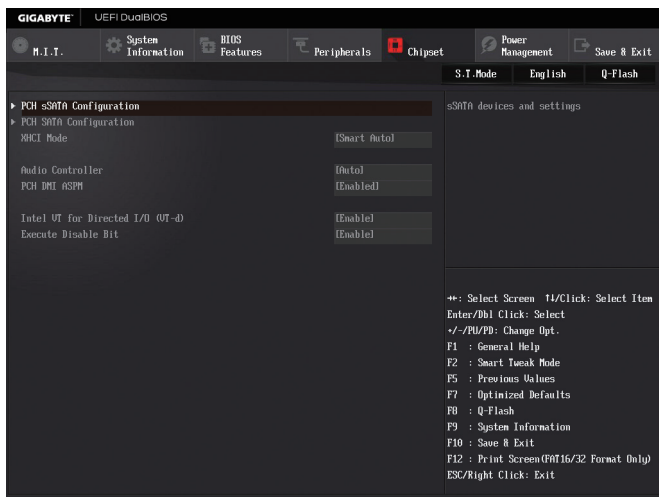 GIGABYTE™ UEFI DualBIOS
M.I.T.
System Information
BIOS Features
Peripherals
Chipset
Power Management
Save & Exit
S.T.Mode English Q-Flash
PCH sSATA Configuration
PCH SATA Configuration
XHCI Mode [Smart Auto]
Audio Controller [Auto]
PCH DMI ASPM [Enabled]
Intel VT for Directed I/O (VT-d) [Enable]
Execute Disable Bit [Enable]
sSATA devices and settings
→←: Select Screen ↑↓/Click: Select Item
Enter/Dbl Click: Select
+/-/PU/PD: Change Opt.
F1 : General Help
F2 : Smart Tweak Mode
F5 : Previous Values
F7 : Optimized Defaults
F8 : Q-Flash
F9 : System Information
F10 : Save & Exit
F12 : Print Screen(FAT16/32 Format Only)
ESC/Right Click: Exit